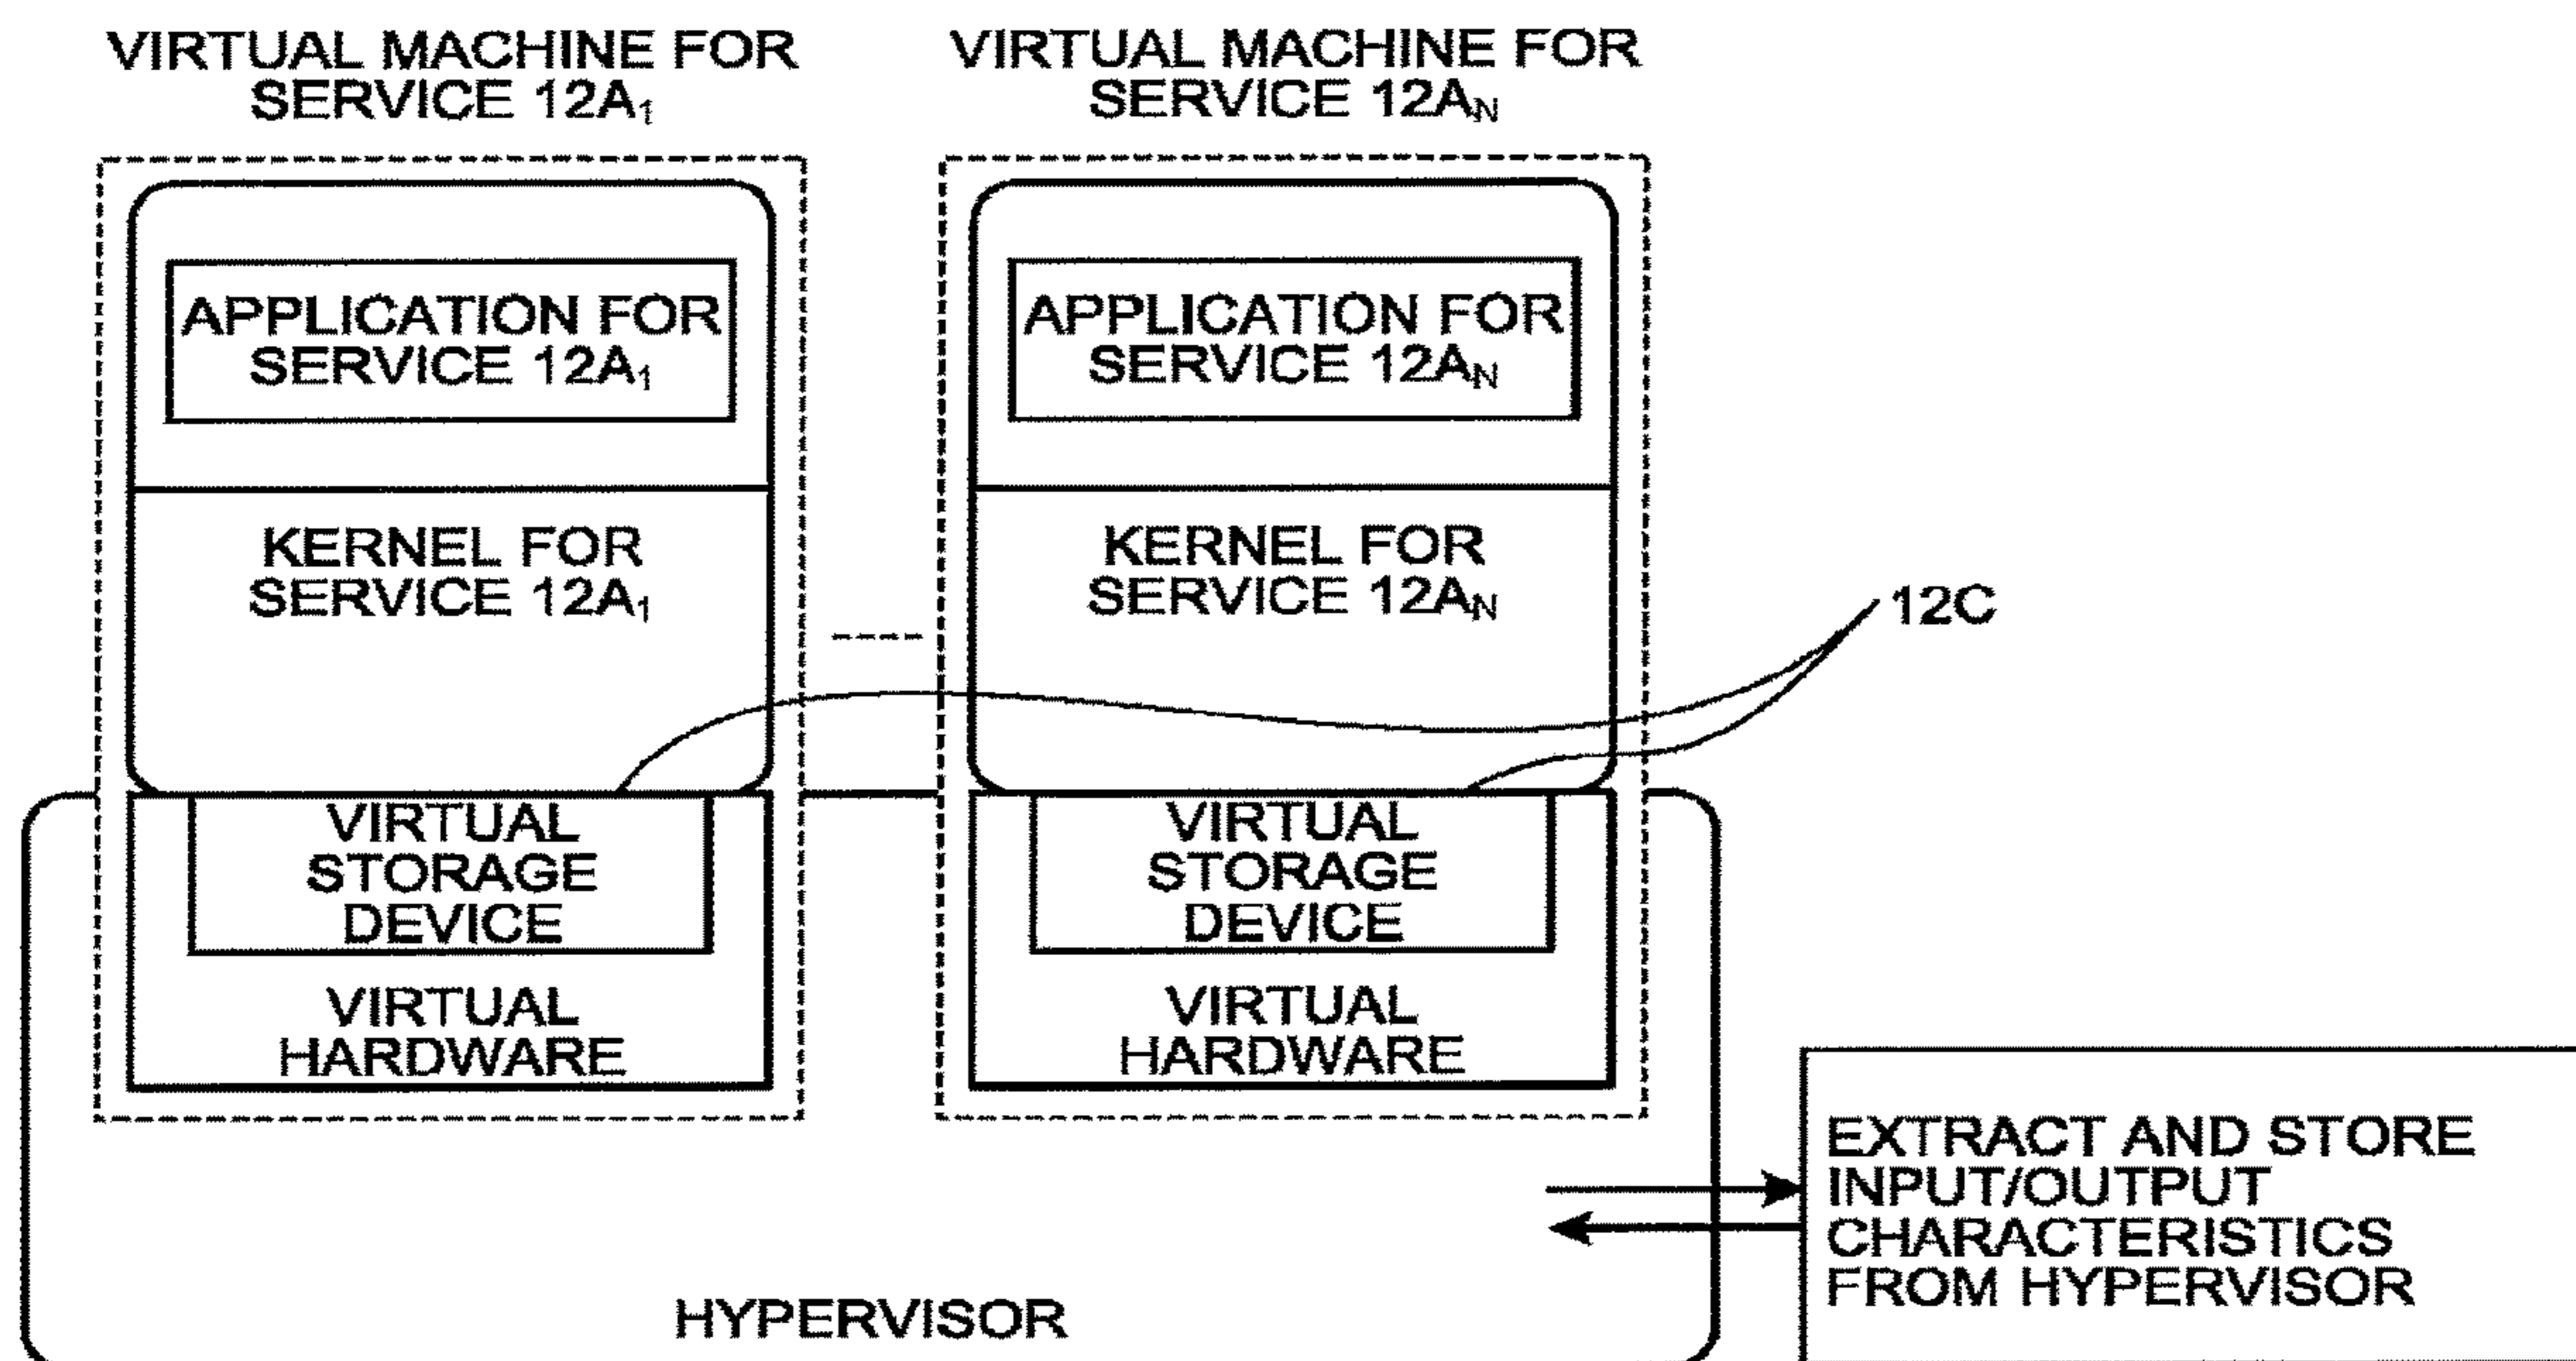 VIRTUAL MACHINE FOR
SERVICE 12A₁
VIRTUAL MACHINE FOR
SERVICE 12Aₙ
APPLICATION FOR
SERVICE 12A₁
APPLICATION FOR
SERVICE 12Aₙ
KERNEL FOR
SERVICE 12A₁
KERNEL FOR
SERVICE 12Aₙ
12C
VIRTUAL
STORAGE
DEVICE
VIRTUAL
STORAGE
DEVICE
VIRTUAL
HARDWARE
VIRTUAL
HARDWARE
EXTRACT AND STORE
INPUT/OUTPUT
CHARACTERISTICS
FROM HYPERVISOR
HYPERVISOR